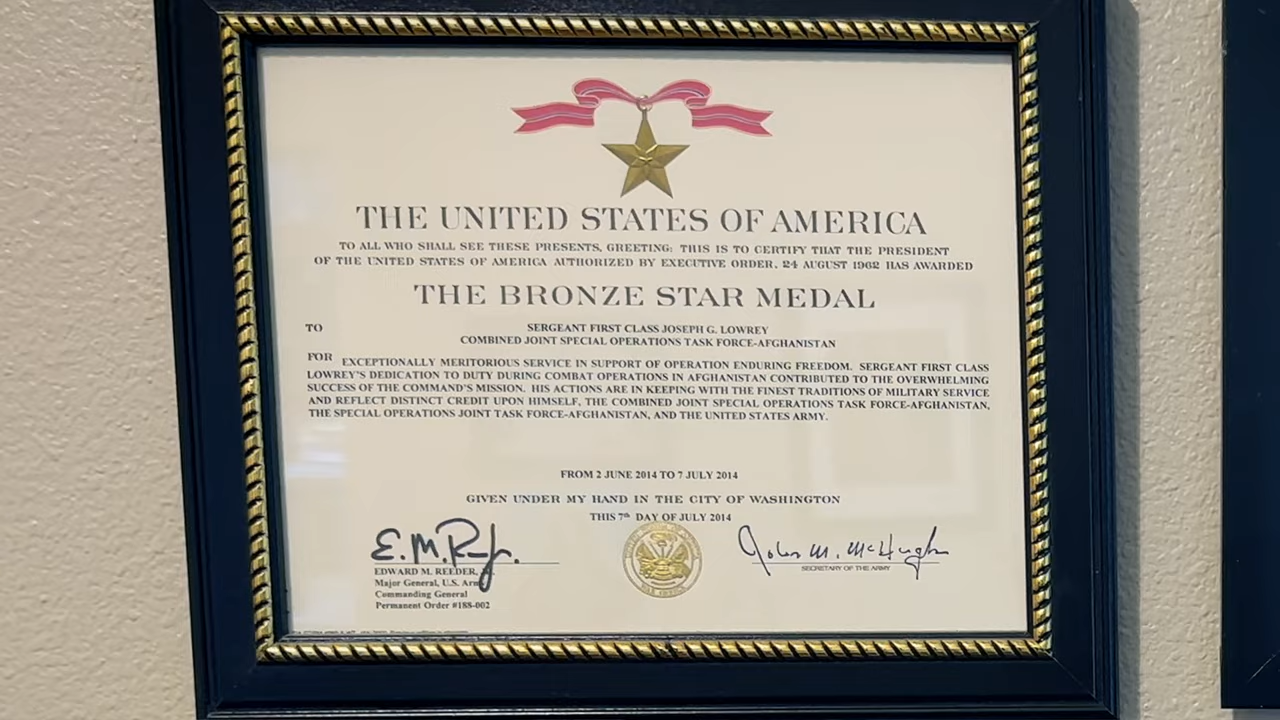 THE UNITED STATES OF AMERICA
TO ALL WHO SHALL SEE THESE PRESENTS, GREETING: THIS IS TO CERTIFY THAT THE PRESIDENT
OF THE UNITED STATES OF AMERICA AUTHORIZED BY EXECUTIVE ORDER, 24 AUGUST 1962 HAS AWARDED
THE BRONZE STAR MEDAL
TO SERGEANT FIRST CLASS JOSEPH G. LOWREY
COMBINED JOINT SPECIAL OPERATIONS TASK FORCE-AFGHANISTAN
FOR EXCEPTIONALLY MERITORIOUS SERVICE IN SUPPORT OF OPERATION ENDURING FREEDOM. SERGEANT FIRST CLASS
LOWREY'S DEDICATION TO DUTY DURING COMBAT OPERATIONS IN AFGHANISTAN CONTRIBUTED TO THE OVERWHELMING
SUCCESS OF THE COMMAND'S MISSION. HIS ACTIONS ARE IN KEEPING WITH THE FINEST TRADITIONS OF MILITARY SERVICE
AND REFLECT DISTINCT CREDIT UPON HIMSELF, THE COMBINED JOINT SPECIAL OPERATIONS TASK FORCE-AFGHANISTAN,
THE SPECIAL OPERATIONS JOINT TASK FORCE-AFGHANISTAN, AND THE UNITED STATES ARMY.
FROM 2 JUNE 2014 TO 7 JULY 2014
GIVEN UNDER MY HAND IN THE CITY OF WASHINGTON
THIS 7th DAY OF JULY 2014
John M. McHugh
EDWARD M. REEDER,
Major General, U.S. Army
Commanding General
Permanent Order #188-002
SECRETARY OF THE ARMY